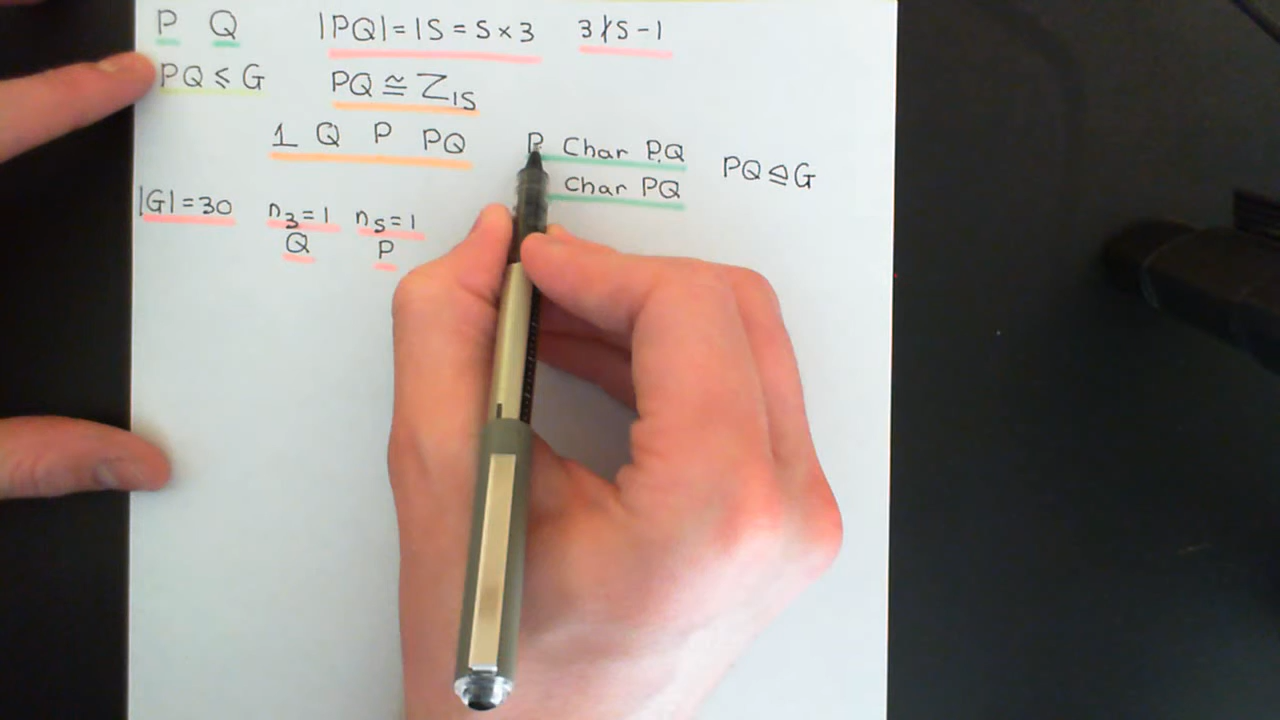 P Q |PQ|=15=5×3 3∤5-1
PQ ≤ G PQ ≅ Z₁₅
1 Q P PQ P Char PQ PQ ⊴ G
Char PQ
|G|=30 n₃=1 n₅=1
Q P